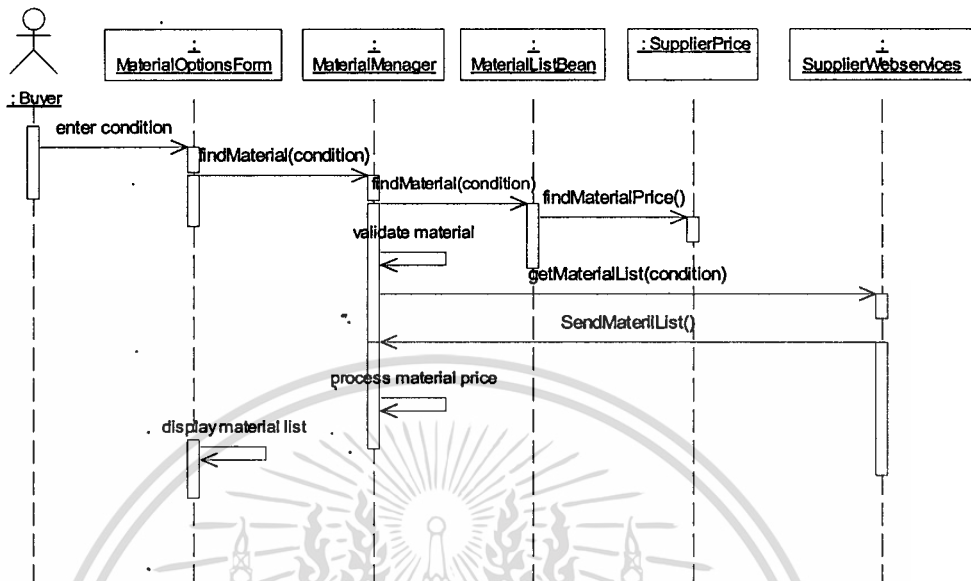 :
MaterialOptionsForm
:
MaterialManager
:
MaterialListBean
: SupplierPrice
:
SupplierWebservices
: Buyer
enter condition
findMaterial(condition)
findMaterial(condition)
findMaterialPrice()
validate material
getMaterialList(condition)
SendMaterilList()
process material price
display material list